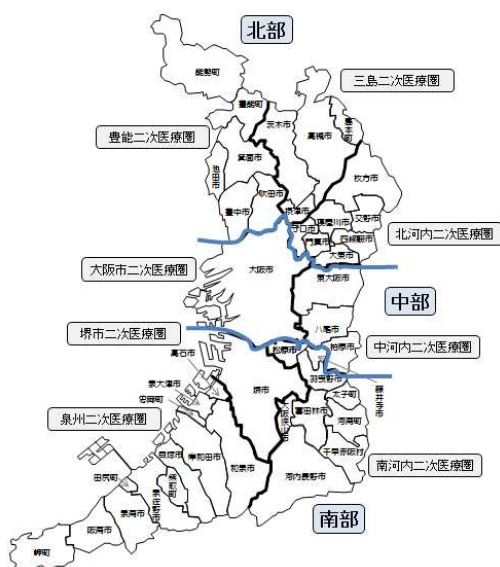 北部
能勢町
三島二次医療圏
豊能町
豊能二次医療圏
茨木市
高槻市
島本町
箕面市
池田市
枚方市
吹田市
摂津市
交野市
豊中市
守口市
寝屋川市
門真市
四條畷市
北河内二次医療圏
大東市
大阪市二次医療圏
大阪市
東大阪市
中部
八尾市
堺市二次医療圏
松原市
柏原市
中河内二次医療圏
高石市
羽曳野市
藤井寺市
泉大津市
太子町
忠岡町
堺市
大阪狭山市
富田林市
河南町
泉州二次医療圏
千早赤阪村
貝塚市
岸和田市
和泉市
南河内二次医療圏
田尻町
熊取町
河内長野市
泉佐野市
泉南市
阪南市
南部
岬町